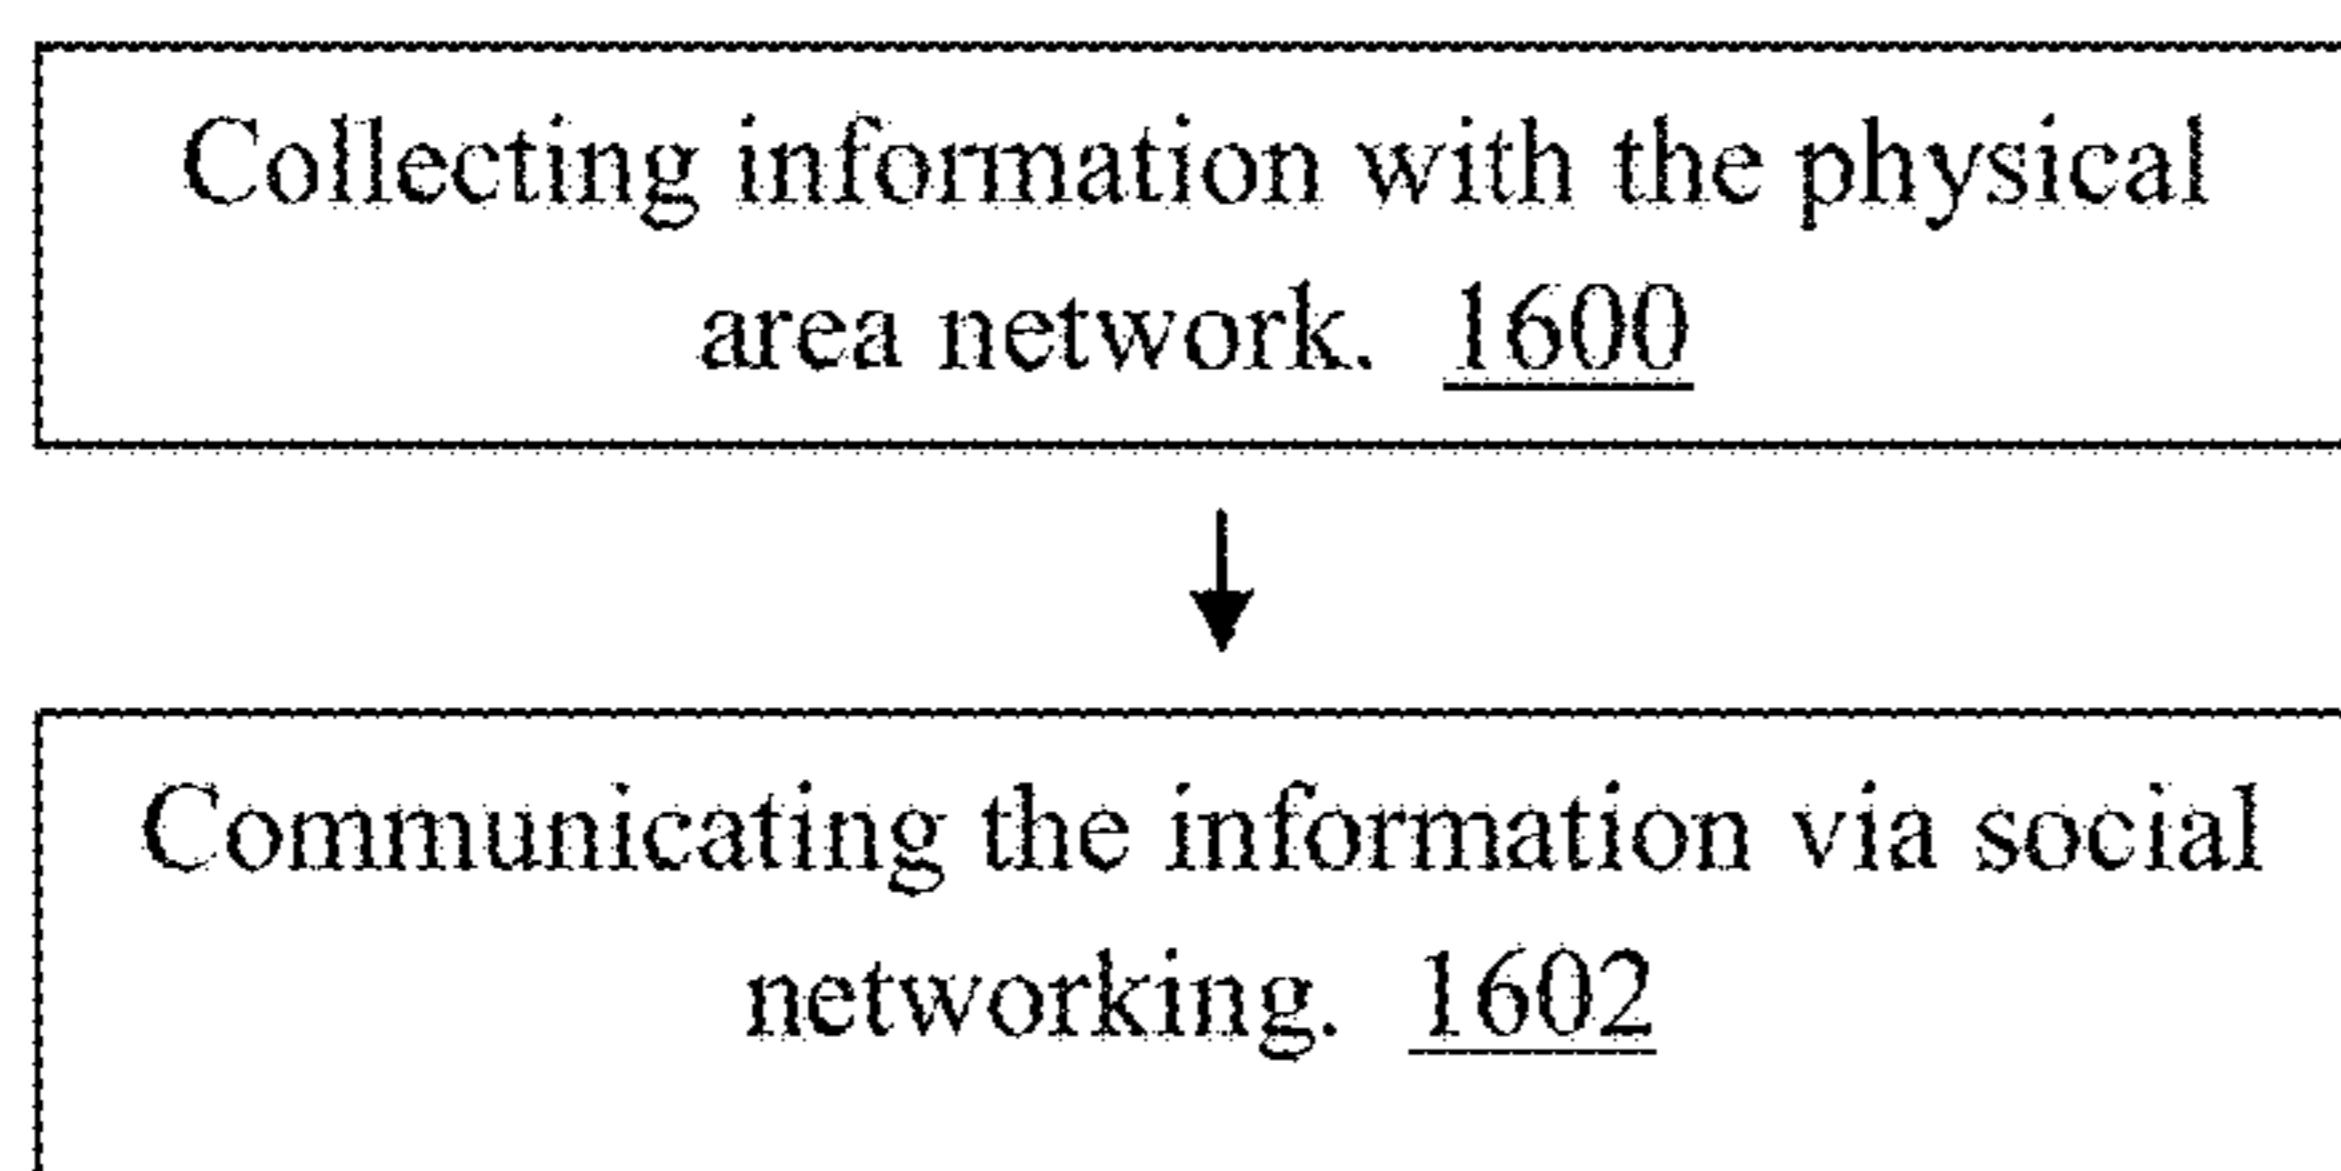 Collecting information with the physical
area network. 1600
Communicating the information via social
networking. 1602